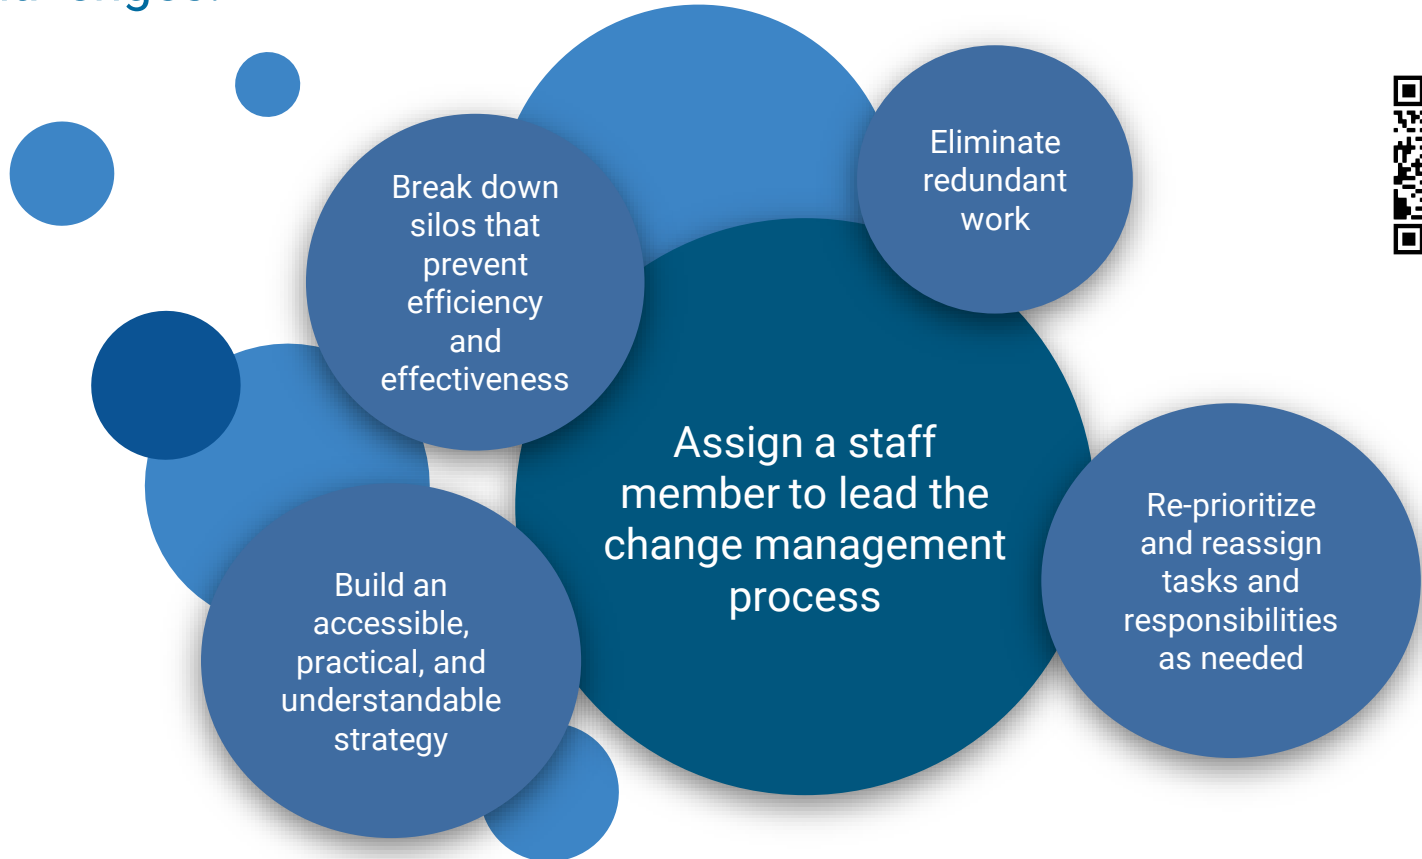 Break down
silos that
prevent
efficiency
and
effectiveness
Eliminate
redundant
work
Assign a staff
member to lead the
change management
process
Re-prioritize
and reassign
tasks and
responsibilities
as needed
Build an
accessible,
practical, and
understandable
strategy